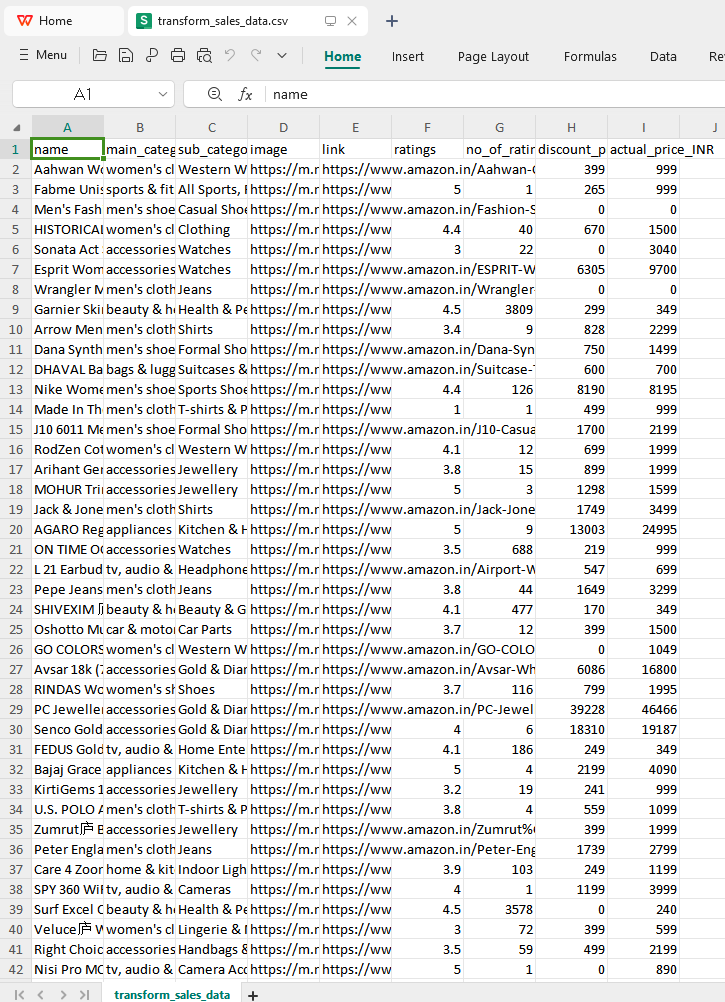 Home transform_sales_data.csv
Menu Home Insert Page Layout Formulas Data Re
A1 fx name
A B C D E F G H I J
1 name main_categ sub_catego image link ratings no_of_ratin discount_p actual_price_INR
2 Aahwan Wo women's cl Western W https://m.r https://www.amazon.in/Aahwan-C 399 999
3 Fabme Unis sports & fit All Sports, F https://m.r https://ww 5 1 265 999
4 Men's Fash men's shoe Casual Shoe https://m.r https://www.amazon.in/Fashion-S 0 0
5 HISTORICAL women's cl Clothing https://m.r https://ww 4.4 40 670 1500
6 Sonata Act accessories Watches https://m.r https://ww 3 22 0 3040
7 Esprit Wom accessories Watches https://m.r https://www.amazon.in/ESPRIT-W 6305 9700
8 Wrangler M men's cloth Jeans https://m.r https://www.amazon.in/Wrangler- 0 0
9 Garnier Ski beauty & he Health & Pe https://m.r https://ww 4.5 3809 299 349
10 Arrow Men men's cloth Shirts https://m.r https://ww 3.4 9 828 2299
11 Dana Synth men's shoe Formal Sho https://m.r https://www.amazon.in/Dana-Syn 750 1499
12 DHAVAL Ba bags & lugg Suitcases & https://m.r https://www.amazon.in/Suitcase-T 600 700
13 Nike Wome men's shoe Sports Shoe https://m.r https://ww 4.4 126 8190 8195
14 Made In Th men's cloth T-shirts & P https://m.r https://ww 1 1 499 999
15 J10 6011 Me men's shoe Formal Sho https://m.r https://www.amazon.in/J10-Casua 1700 2199
16 RodZen Cot women's cl Western W https://m.r https://ww 4.1 12 699 1999
17 Arihant Ger accessories Jewellery https://m.r https://ww 3.8 15 899 1999
18 MOHUR Tri accessories Jewellery https://m.r https://ww 5 3 1298 1599
19 Jack & Jone men's cloth Shirts https://m.r https://www.amazon.in/Jack-Jone 1749 3499
20 AGARO Reg appliances Kitchen & H https://m.r https://ww 5 9 13003 24995
21 ON TIME OC accessories Watches https://m.r https://ww 3.5 688 219 999
22 L 21 Earbud tv, audio & Headphone https://m.r https://www.amazon.in/Airport-W 547 699
23 Pepe Jeans men's cloth Jeans https://m.r https://ww 3.8 44 1649 3299
24 SHIVEXIM beauty & he Beauty & G https://m.r https://ww 4.1 477 170 349
25 Oshotto Mu car & moto Car Parts https://m.r https://ww 3.7 12 399 1500
26 GO COLORS women's cl Western W https://m.r https://www.amazon.in/GO-COLO 0 1049
27 Avsar 18k (7 accessories Gold & Diar https://m.r https://www.amazon.in/Avsar-Wh 6086 16800
28 RINDAS Wo women's sh Shoes https://m.r https://ww 3.7 116 799 1995
29 PC Jeweller accessories Gold & Diar https://m.r https://www.amazon.in/PC-Jewel 39228 46466
30 Senco Gold accessories Gold & Diar https://m.r https://ww 4 6 18310 19187
31 FEDUS Gold tv, audio & Home Ente https://m.r https://ww 4.1 186 249 349
32 Bajaj Grace appliances Kitchen & H https://m.r https://ww 5 4 2199 4090
33 KirtiGems 1 accessories Jewellery https://m.r https://ww 3.2 19 241 999
34 U.S. POLO A men's cloth T-shirts & P https://m.r https://ww 3.8 4 559 1099
35 Zumrut庐 B accessories Jewellery https://m.r https://www.amazon.in/Zumrut%C 399 1999
36 Peter Engla men's cloth Jeans https://m.r https://www.amazon.in/Peter-Eng 1739 2799
37 Care 4 Zoor home & kit Indoor Ligh https://m.r https://ww 3.9 103 249 1199
38 SPY 360 Wif tv, audio & Cameras https://m.r https://ww 4 1 1199 3999
39 Surf Excel C beauty & he Health & Pe https://m.r https://ww 4.5 3578 0 240
40 Veluce庐 W women's cl Lingerie & N https://m.r https://ww 3 72 399 599
41 Right Choic accessories Handbags & https://m.r https://ww 3.5 59 499 2199
42 Nisi Pro MC tv, audio & Camera Acc https://m.r https://ww 5 1 0 890
transform_sales_data